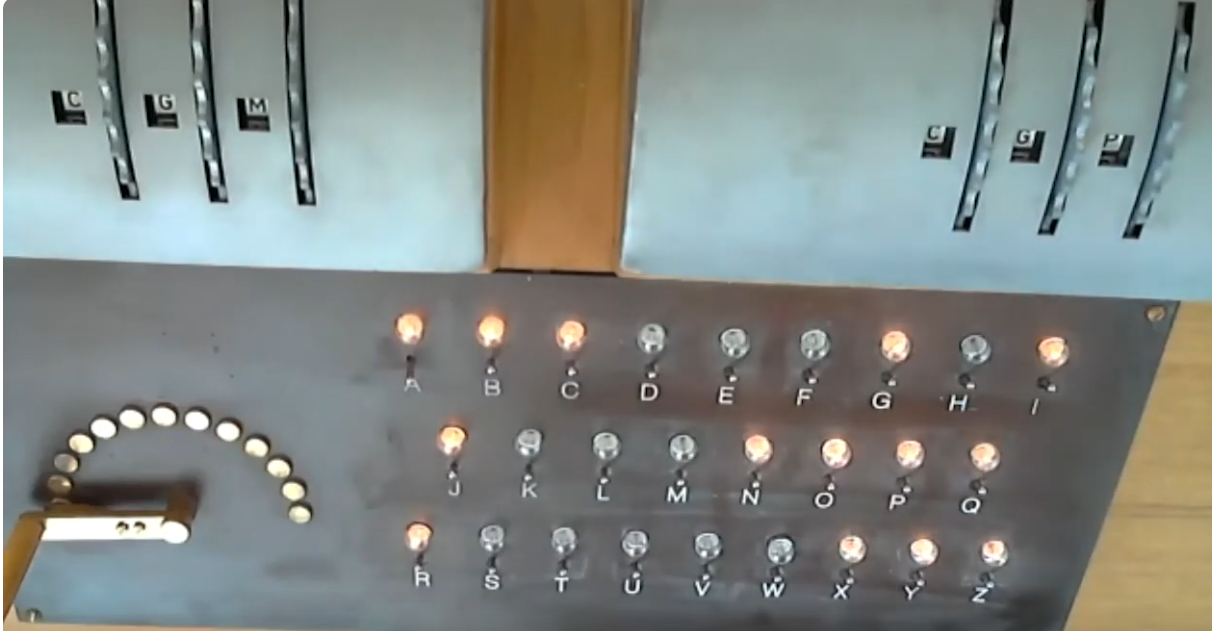 C G M C G P
A B C D E F G H I
J K L M N O P Q
R S T U V W X Y Z